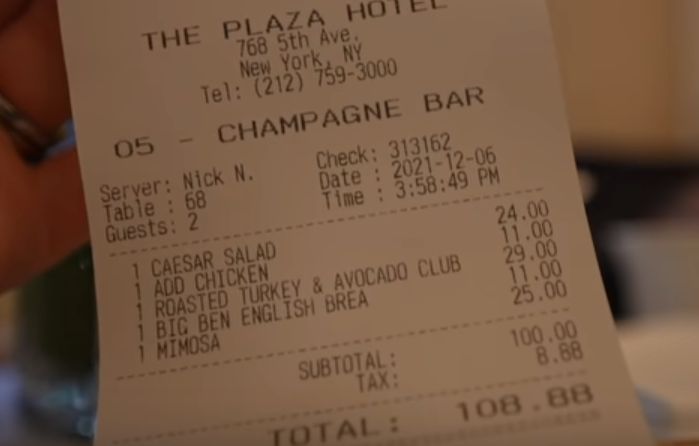 THE PLAZA HOTEL
768 5th Ave.
New York, NY
Tel: (212) 759-3000
05 - CHAMPAGNE BAR
Server: Nick N. Check: 313162
Table : 68 Date : 2021-12-06
Guests: 2 Time : 3:58:49 PM
1 CAESAR SALAD 24.00
1 ADD CHICKEN 11.00
1 ROASTED TURKEY & AVOCADO CLUB 29.00
1 BIG BEN ENGLISH BREA 11.00
1 MIMOSA 25.00
SUBTOTAL: 100.00
TAX: 8.88
TOTAL: 108.88